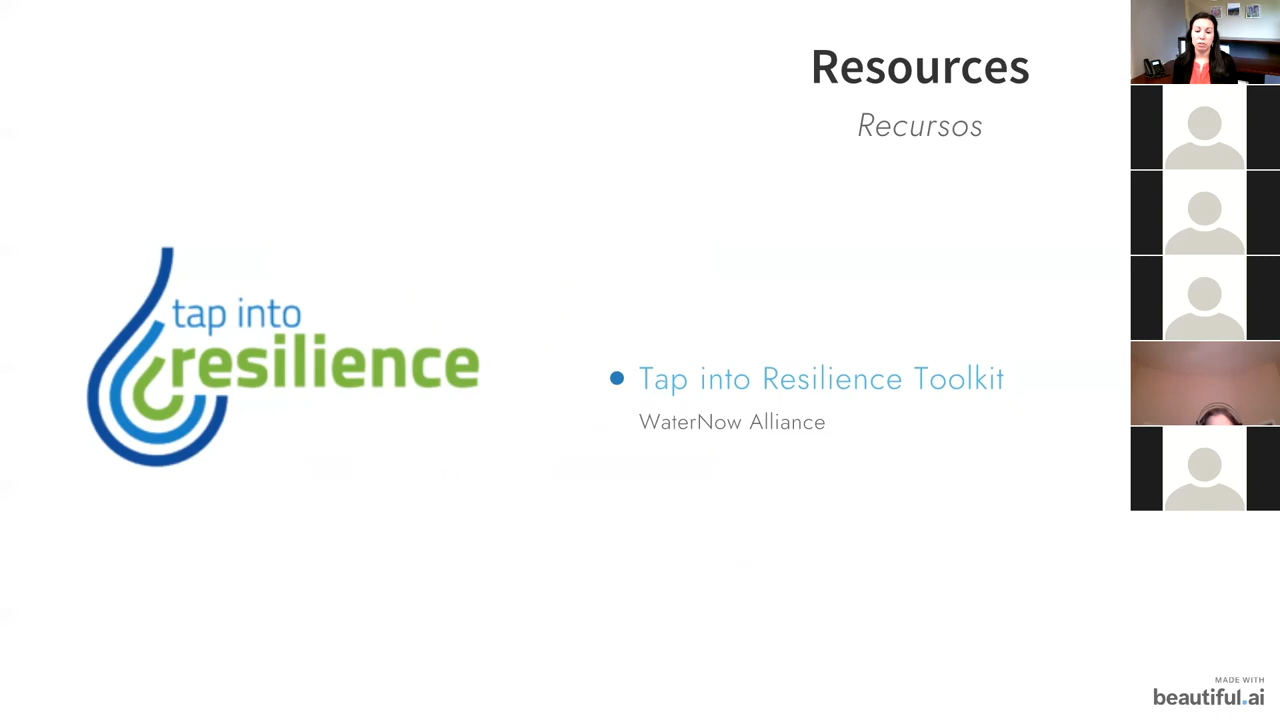 Resources
Recursos
tap into
resilience
Tap into Resilience Toolkit
WaterNow Alliance
MADE WITH
beautiful.ai